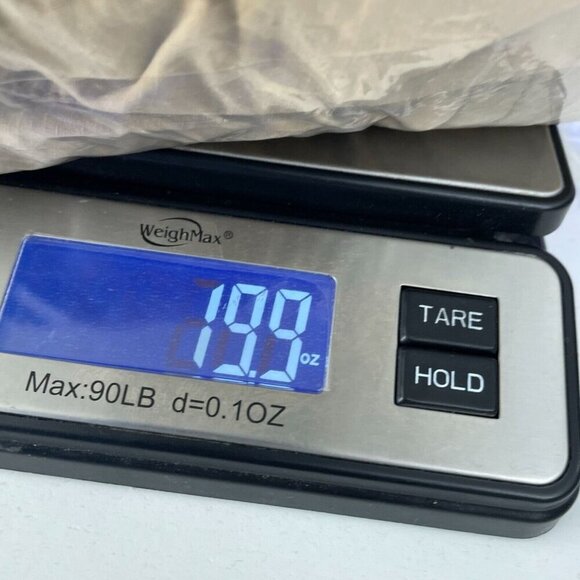 WeighMax®
19.9 oz
TARE
HOLD
Max:90LB d=0.1OZ